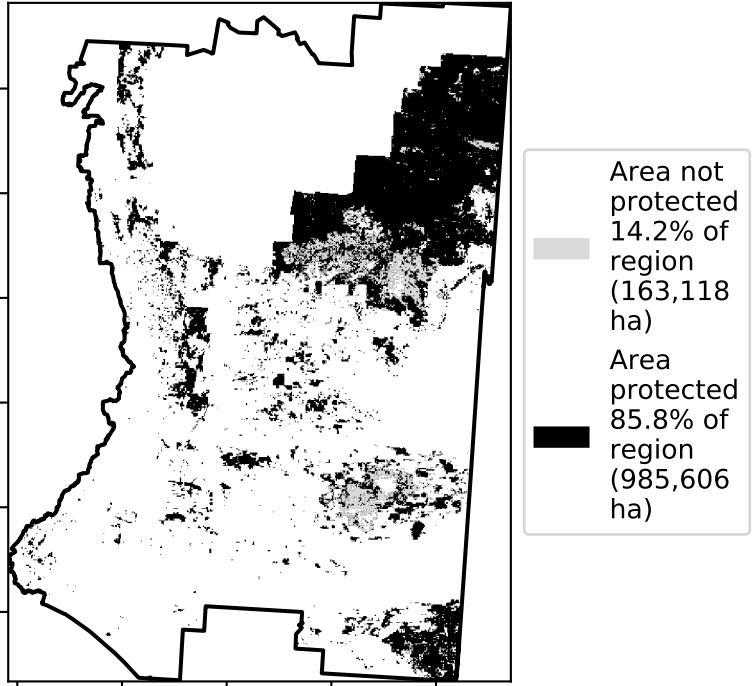 Area not
protected
14.2% of
region
(163,118
ha)
Area
protected
85.8% of
region
(985,606
ha)